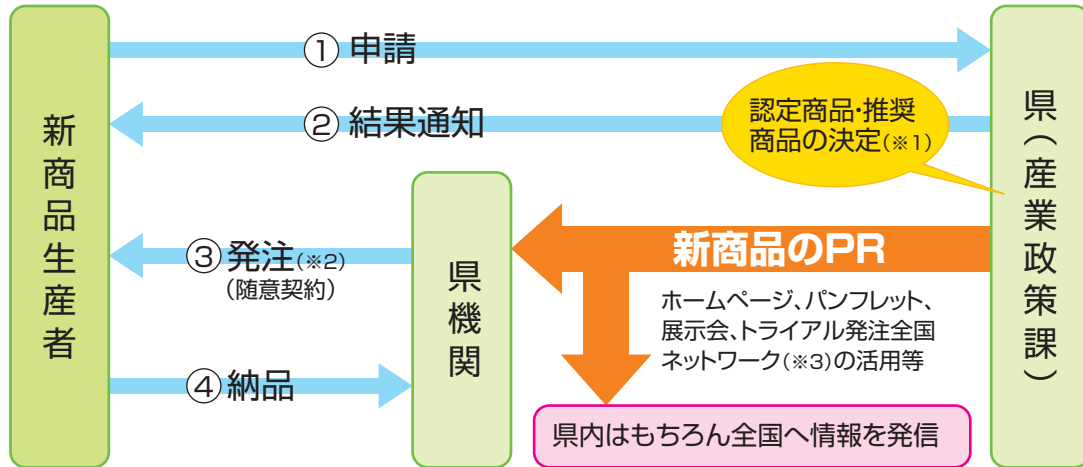 新商品生産者
①申請
②結果通知
認定商品・推奨
商品の決定(※1)
県（産業政策課）
県機関
③発注(※2)
(随意契約)
④納品
新商品のPR
ホームページ、パンフレット、
展示会、トライアル発注全国
ネットワーク(※3)の活用等
県内はもちろん全国へ情報を発信